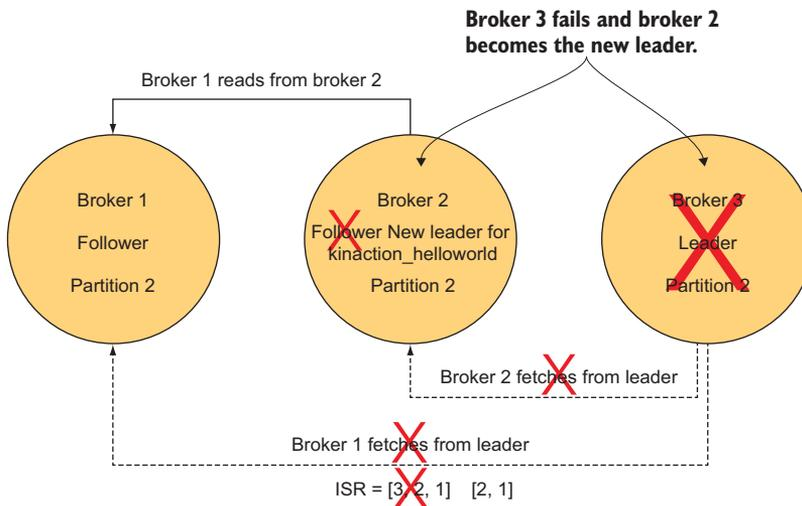 Broker 3 fails and broker 2
becomes the new leader.
Broker 1 reads from broker 2
Broker 1
Follower
Partition 2
Broker 2
Follower New leader for
kinaction_helloworld
Partition 2
Broker 3
Leader
Partition 2
Broker 2 fetches from leader
Broker 1 fetches from leader
ISR = [3, 2, 1] [2, 1]